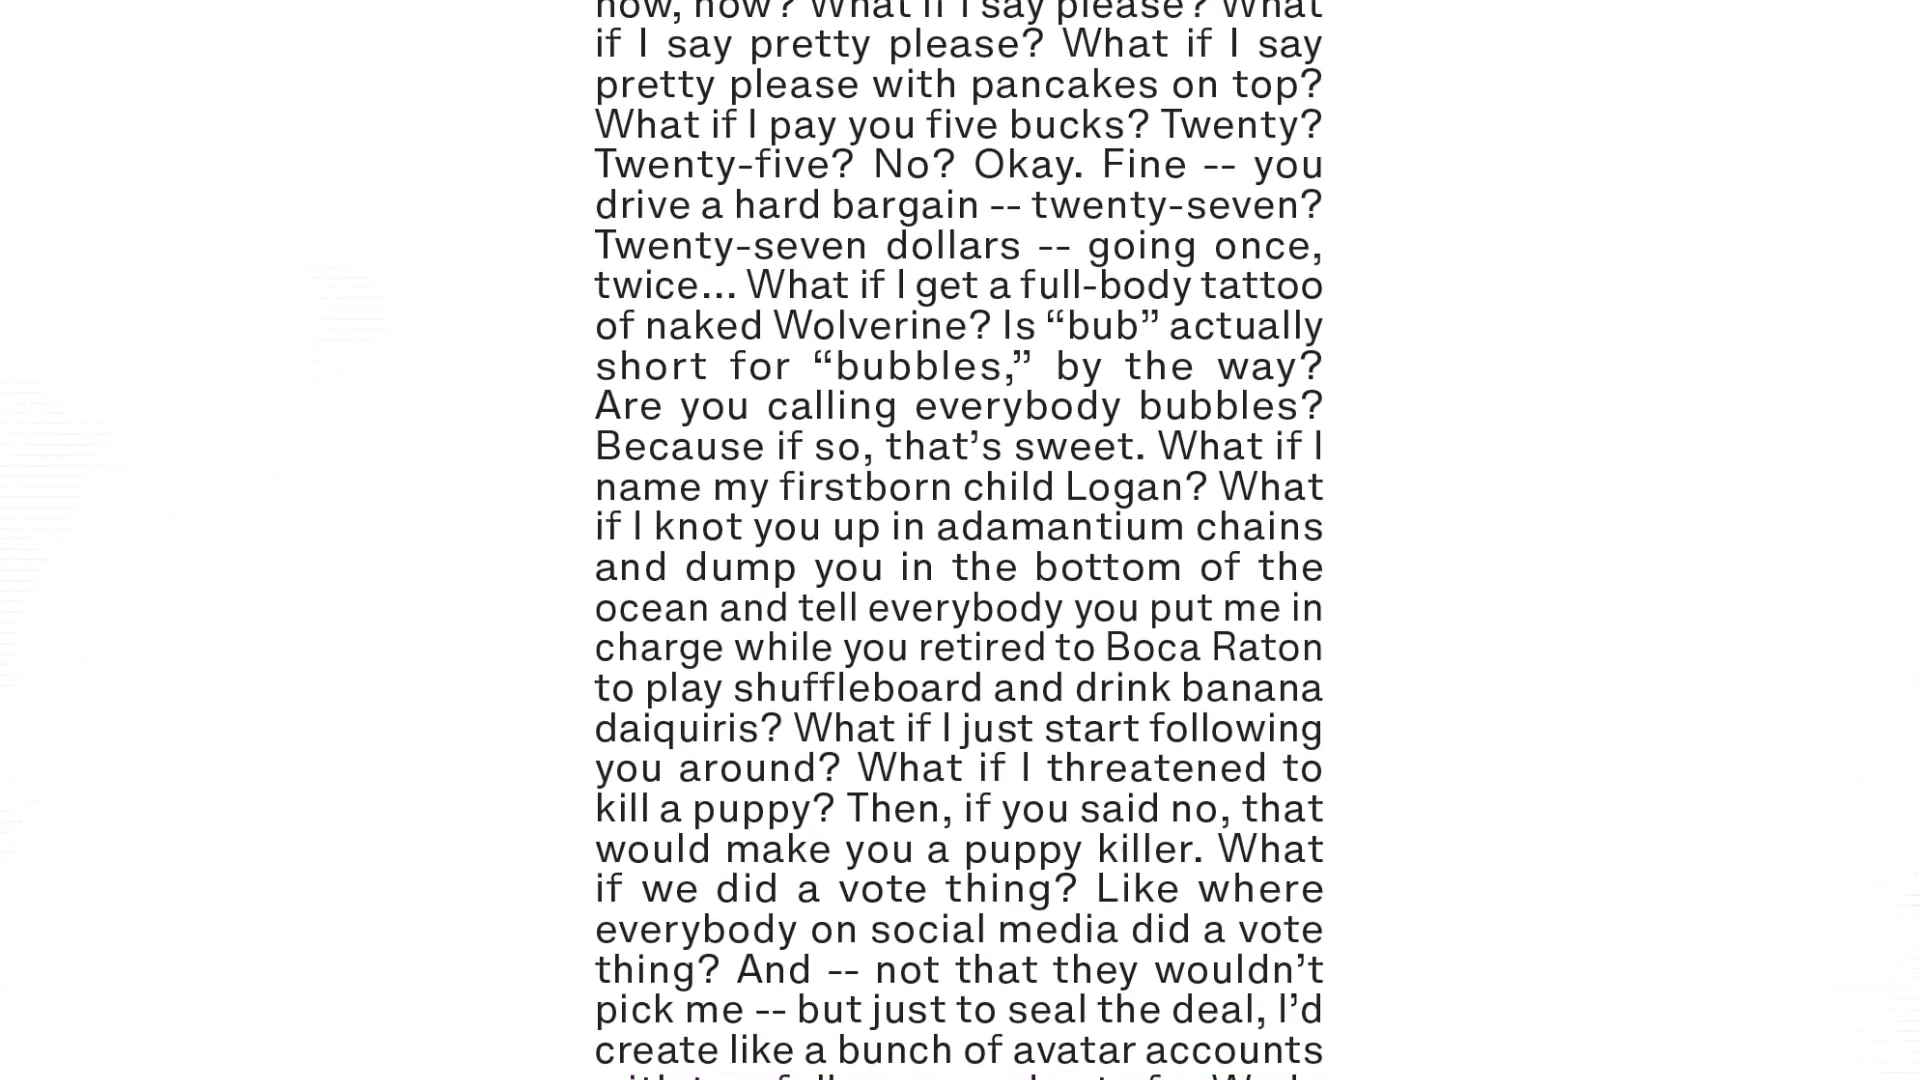 now, now? What if I say please? What
if I say pretty please? What if I say
pretty please with pancakes on top?
What if I pay you five bucks? Twenty?
Twenty-five? No? Okay. Fine -- you
drive a hard bargain -- twenty-seven?
Twenty-seven dollars -- going once,
twice... What if I get a full-body tattoo
of naked Wolverine? Is “bub” actually
short for “bubbles,” by the way?
Are you calling everybody bubbles?
Because if so, that’s sweet. What if I
name my firstborn child Logan? What
if I knot you up in adamantium chains
and dump you in the bottom of the
ocean and tell everybody you put me in
charge while you retired to Boca Raton
to play shuffleboard and drink banana
daiquiris? What if I just start following
you around? What if I threatened to
kill a puppy? Then, if you said no, that
would make you a puppy killer. What
if we did a vote thing? Like where
everybody on social media did a vote
thing? And -- not that they wouldn’t
pick me -- but just to seal the deal, I’d
create like a bunch of avatar accounts